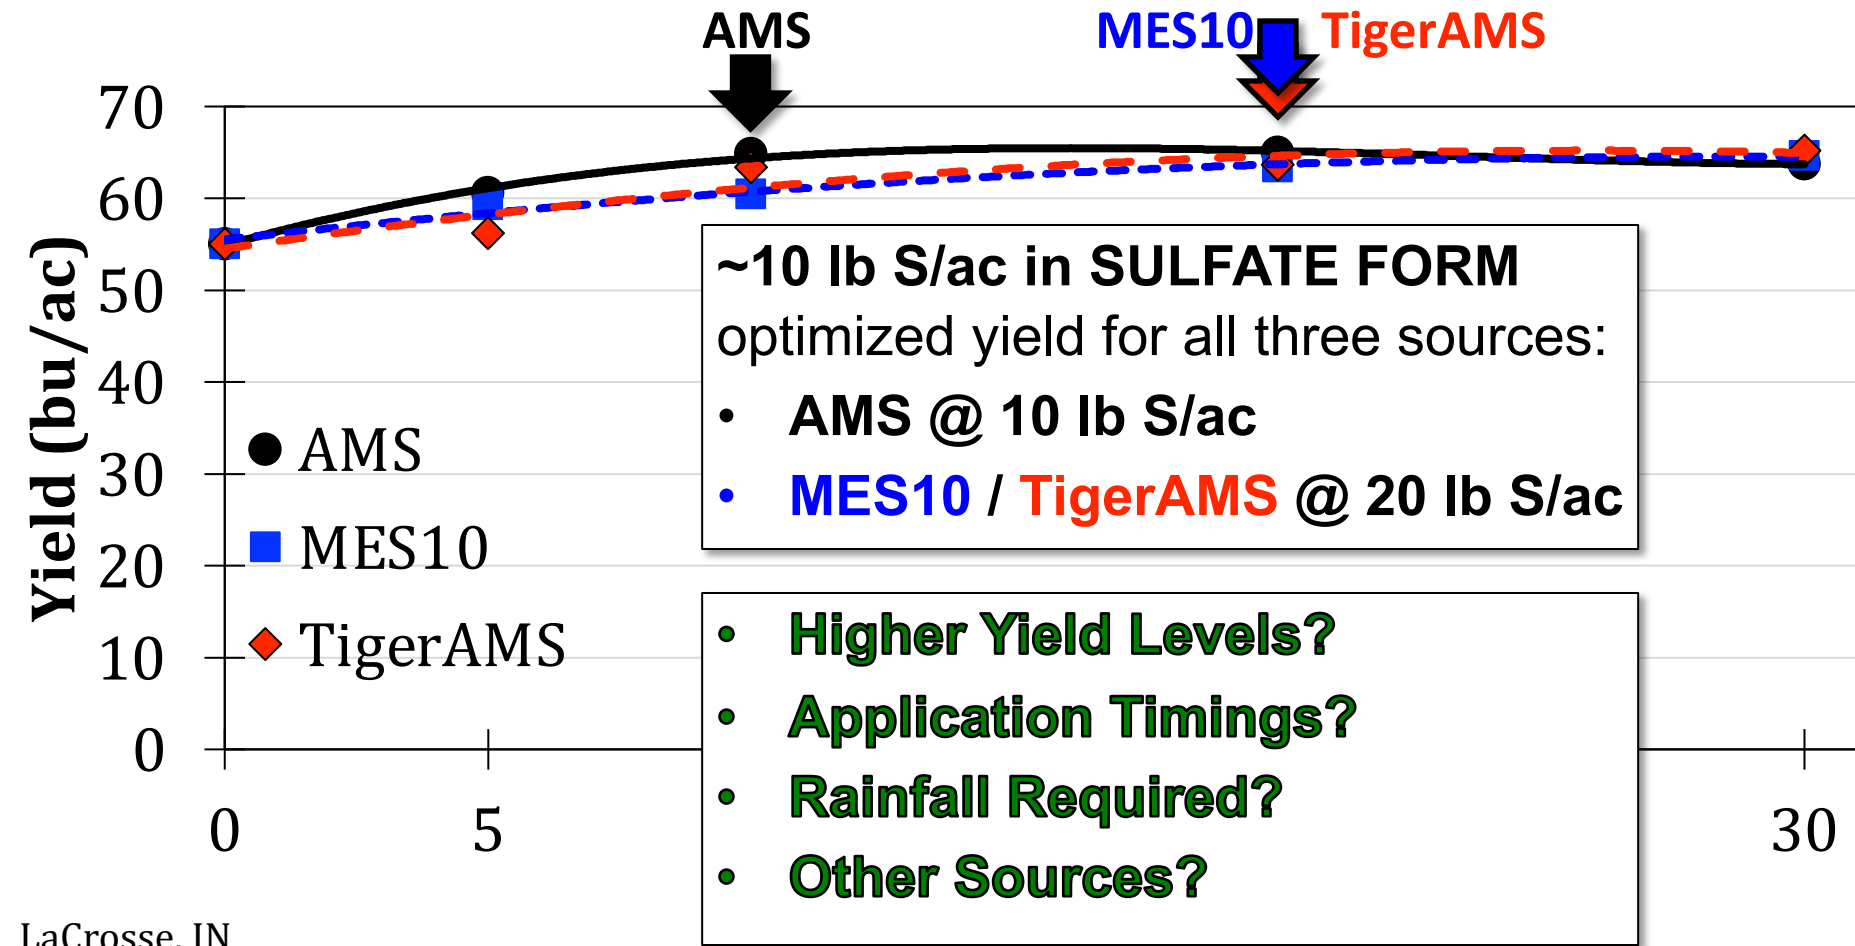 AMS
MES10 TigerAMS
70
60
50
40
30
20
10
0
Yield (bu/ac)
AMS
MES10
TigerAMS
~10 lb S/ac in SULFATE FORM
optimized yield for all three sources:
• AMS @ 10 lb S/ac
• MES10 / TigerAMS @ 20 lb S/ac
• Higher Yield Levels?
• Application Timings?
• Rainfall Required?
• Other Sources?
0 5 30
LaCrosse, IN